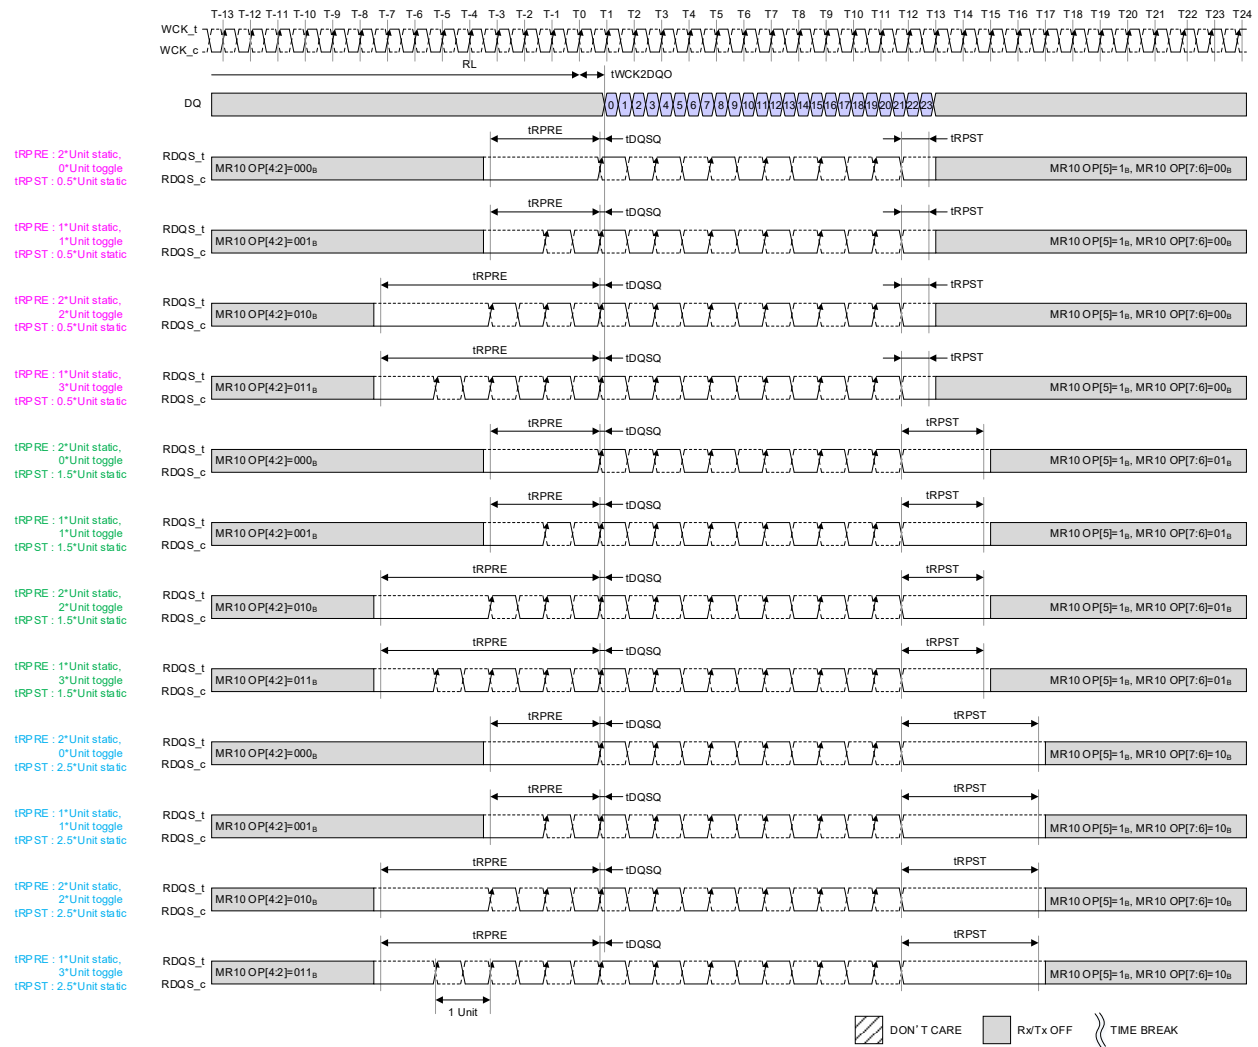 T-13 T-12 T-11 T-10 T-9 T-8 T-7 T-6 T-5 T-4 T-3 T-2 T-1 T0 T1 T2 T3 T4 T5 T6 T7 T8 T9 T10 T11 T12 T13 T14 T15 T16 T17 T18 T19 T20 T21 T22 T23 T24
WCK_t
WCK_c
RL tWCK2DQO
DQ 0 1 2 3 4 5 6 7 8 9 10 11 12 13 14 15 16 17 18 19 20 21 22 23
tRPRE tDQSQ tRPST
tRPRE : 2*Unit static,
0*Unit toggle
tRPST : 0.5*Unit static
RDQS_t
RDQS_c
MR10 OP[4:2]=000B MR10 OP[5]=1B, MR10 OP[7:6]=00B
tRPRE tDQSQ tRPST
tRPRE : 1*Unit static,
1*Unit toggle
tRPST : 0.5*Unit static
RDQS_t
RDQS_c
MR10 OP[4:2]=001B MR10 OP[5]=1B, MR10 OP[7:6]=00B
tRPRE tDQSQ tRPST
tRPRE : 2*Unit static,
2*Unit toggle
tRPST : 0.5*Unit static
RDQS_t
RDQS_c
MR10 OP[4:2]=010B MR10 OP[5]=1B, MR10 OP[7:6]=00B
tRPRE tDQSQ tRPST
tRPRE : 1*Unit static,
3*Unit toggle
tRPST : 0.5*Unit static
RDQS_t
RDQS_c
MR10 OP[4:2]=011B MR10 OP[5]=1B, MR10 OP[7:6]=00B
tRPRE tDQSQ tRPST
tRPRE : 2*Unit static,
0*Unit toggle
tRPST : 1.5*Unit static
RDQS_t
RDQS_c
MR10 OP[4:2]=000B MR10 OP[5]=1B, MR10 OP[7:6]=01B
tRPRE tDQSQ tRPST
tRPRE : 1*Unit static,
1*Unit toggle
tRPST : 1.5*Unit static
RDQS_t
RDQS_c
MR10 OP[4:2]=001B MR10 OP[5]=1B, MR10 OP[7:6]=01B
tRPRE tDQSQ tRPST
tRPRE : 2*Unit static,
2*Unit toggle
tRPST : 1.5*Unit static
RDQS_t
RDQS_c
MR10 OP[4:2]=010B MR10 OP[5]=1B, MR10 OP[7:6]=01B
tRPRE tDQSQ tRPST
tRPRE : 1*Unit static,
3*Unit toggle
tRPST : 1.5*Unit static
RDQS_t
RDQS_c
MR10 OP[4:2]=011B MR10 OP[5]=1B, MR10 OP[7:6]=01B
tRPRE tDQSQ tRPST
tRPRE : 2*Unit static,
0*Unit toggle
tRPST : 2.5*Unit static
RDQS_t
RDQS_c
MR10 OP[4:2]=000B MR10 OP[5]=1B, MR10 OP[7:6]=10B
tRPRE tDQSQ tRPST
tRPRE : 1*Unit static,
1*Unit toggle
tRPST : 2.5*Unit static
RDQS_t
RDQS_c
MR10 OP[4:2]=001B MR10 OP[5]=1B, MR10 OP[7:6]=10B
tRPRE tDQSQ tRPST
tRPRE : 2*Unit static,
2*Unit toggle
tRPST : 2.5*Unit static
RDQS_t
RDQS_c
MR10 OP[4:2]=010B MR10 OP[5]=1B, MR10 OP[7:6]=10B
tRPRE tDQSQ tRPST
tRPRE : 1*Unit static,
3*Unit toggle
tRPST : 2.5*Unit static
RDQS_t
RDQS_c
MR10 OP[4:2]=011B MR10 OP[5]=1B, MR10 OP[7:6]=10B
1 Unit
DON'T CARE Rx/Tx OFF TIME BREAK